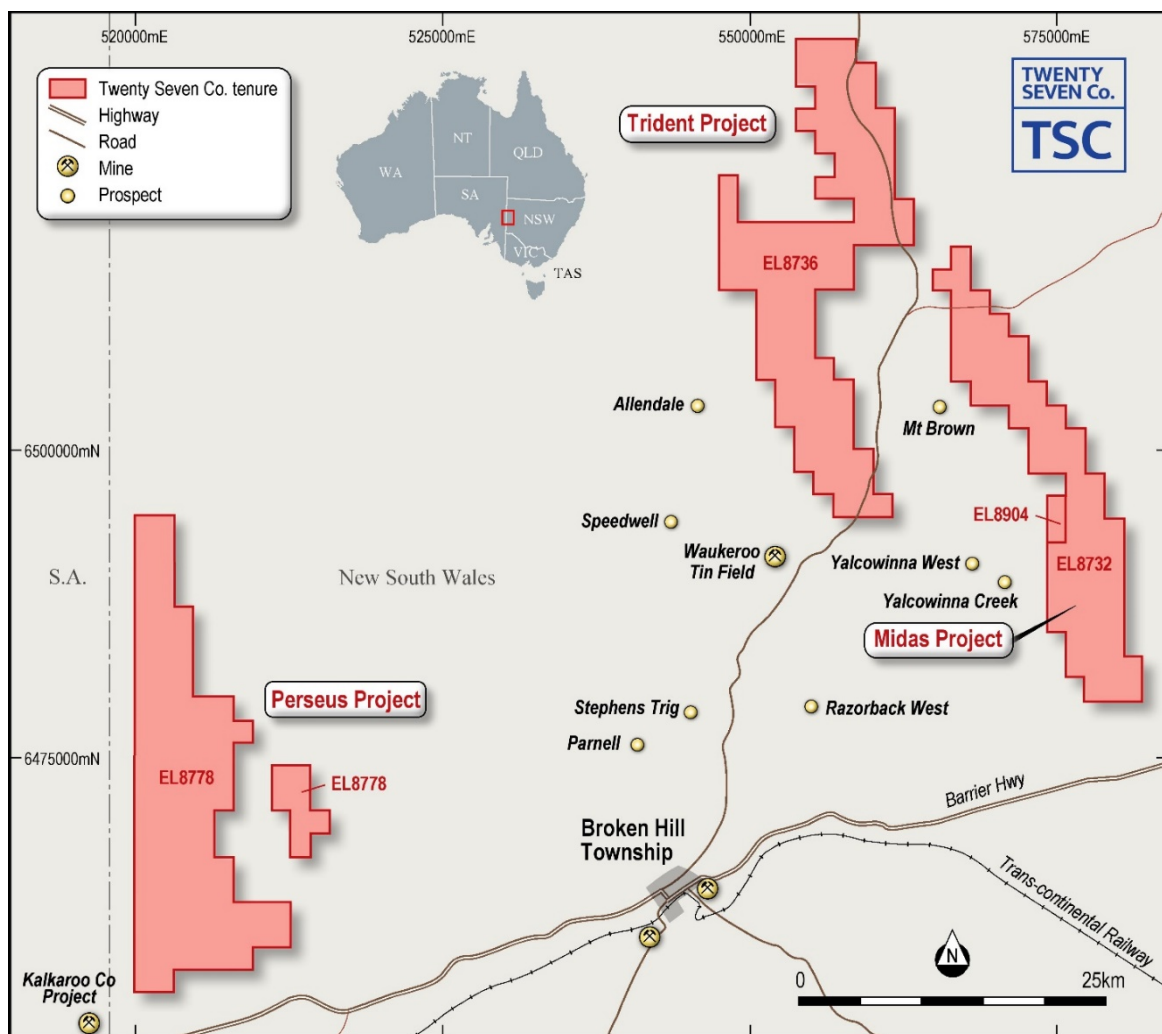 520000mE
525000mE
550000mE
575000mE
Twenty Seven Co. tenure
Highway
Road
Mine
Prospect
WA
NT
QLD
SA
NSW
VIC
TAS
TWENTY
SEVEN Co.
TSC
Trident Project
EL8736
Allendale
Mt Brown
6500000mN
Speedwell
EL8904
Waukeroo
Tin Field
Yalcowinna West
EL8732
Yalcowinna Creek
S.A.
New South Wales
Midas Project
Perseus Project
Stephens Trig
Razorback West
Parnell
6475000mN
EL8778
EL8778
Barrier Hwy
Broken Hill
Township
Trans-continental Railway
Kalkaroo Co
Project
N
0
25km